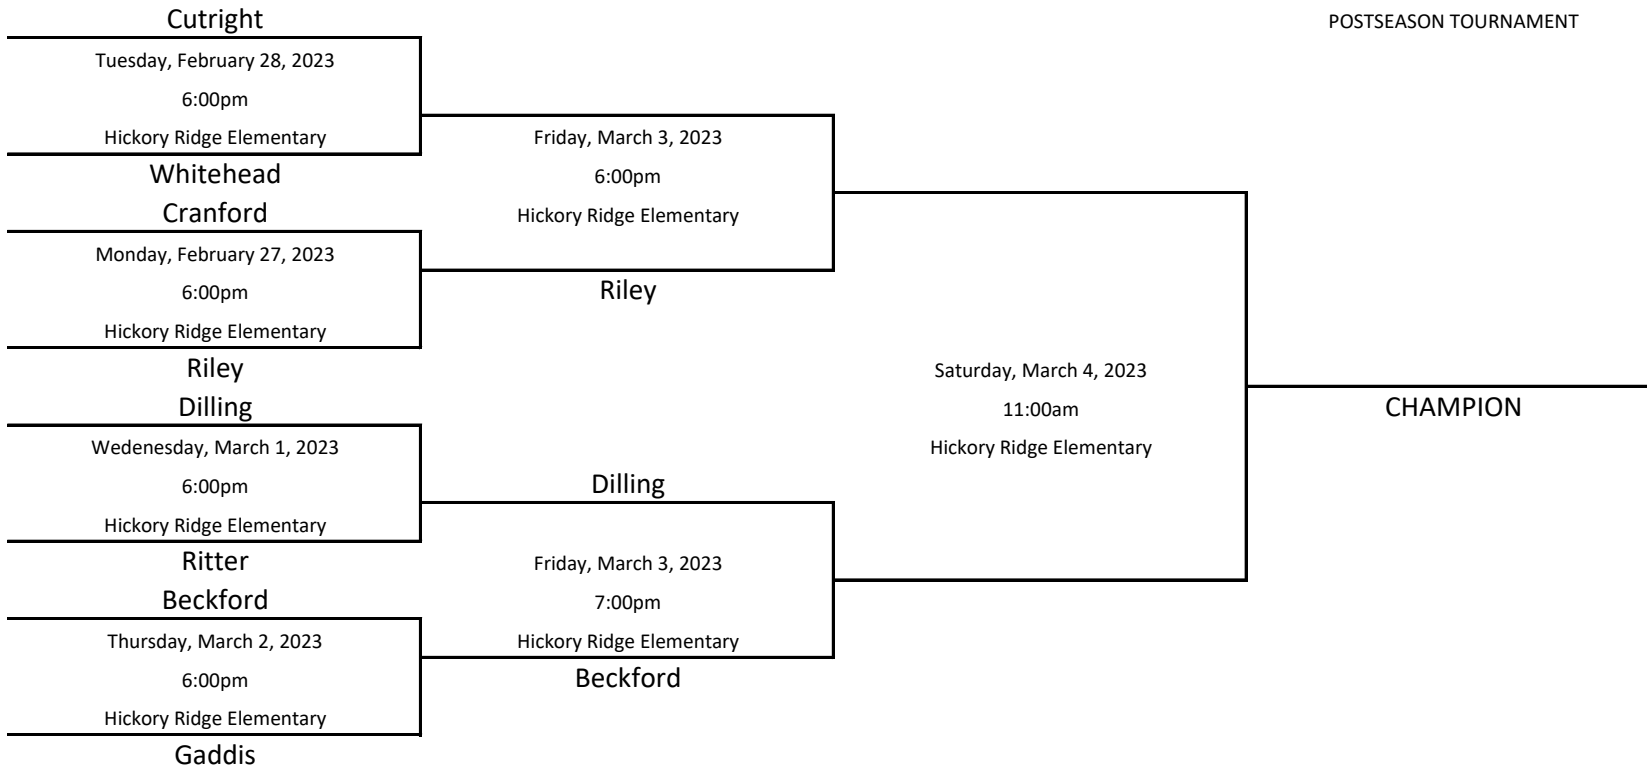 Cutright
POSTSEASON TOURNAMENT
Tuesday, February 28, 2023
6:00pm
Hickory Ridge Elementary
Whitehead
Cranford
Monday, February 27, 2023
6:00pm
Hickory Ridge Elementary
Riley
Dilling
Wedenesday, March 1, 2023
6:00pm
Hickory Ridge Elementary
Ritter
Beckford
Thursday, March 2, 2023
6:00pm
Hickory Ridge Elementary
Gaddis
Friday, March 3, 2023
6:00pm
Hickory Ridge Elementary
Riley
Dilling
Friday, March 3, 2023
7:00pm
Hickory Ridge Elementary
Beckford
Saturday, March 4, 2023
11:00am
Hickory Ridge Elementary
CHAMPION